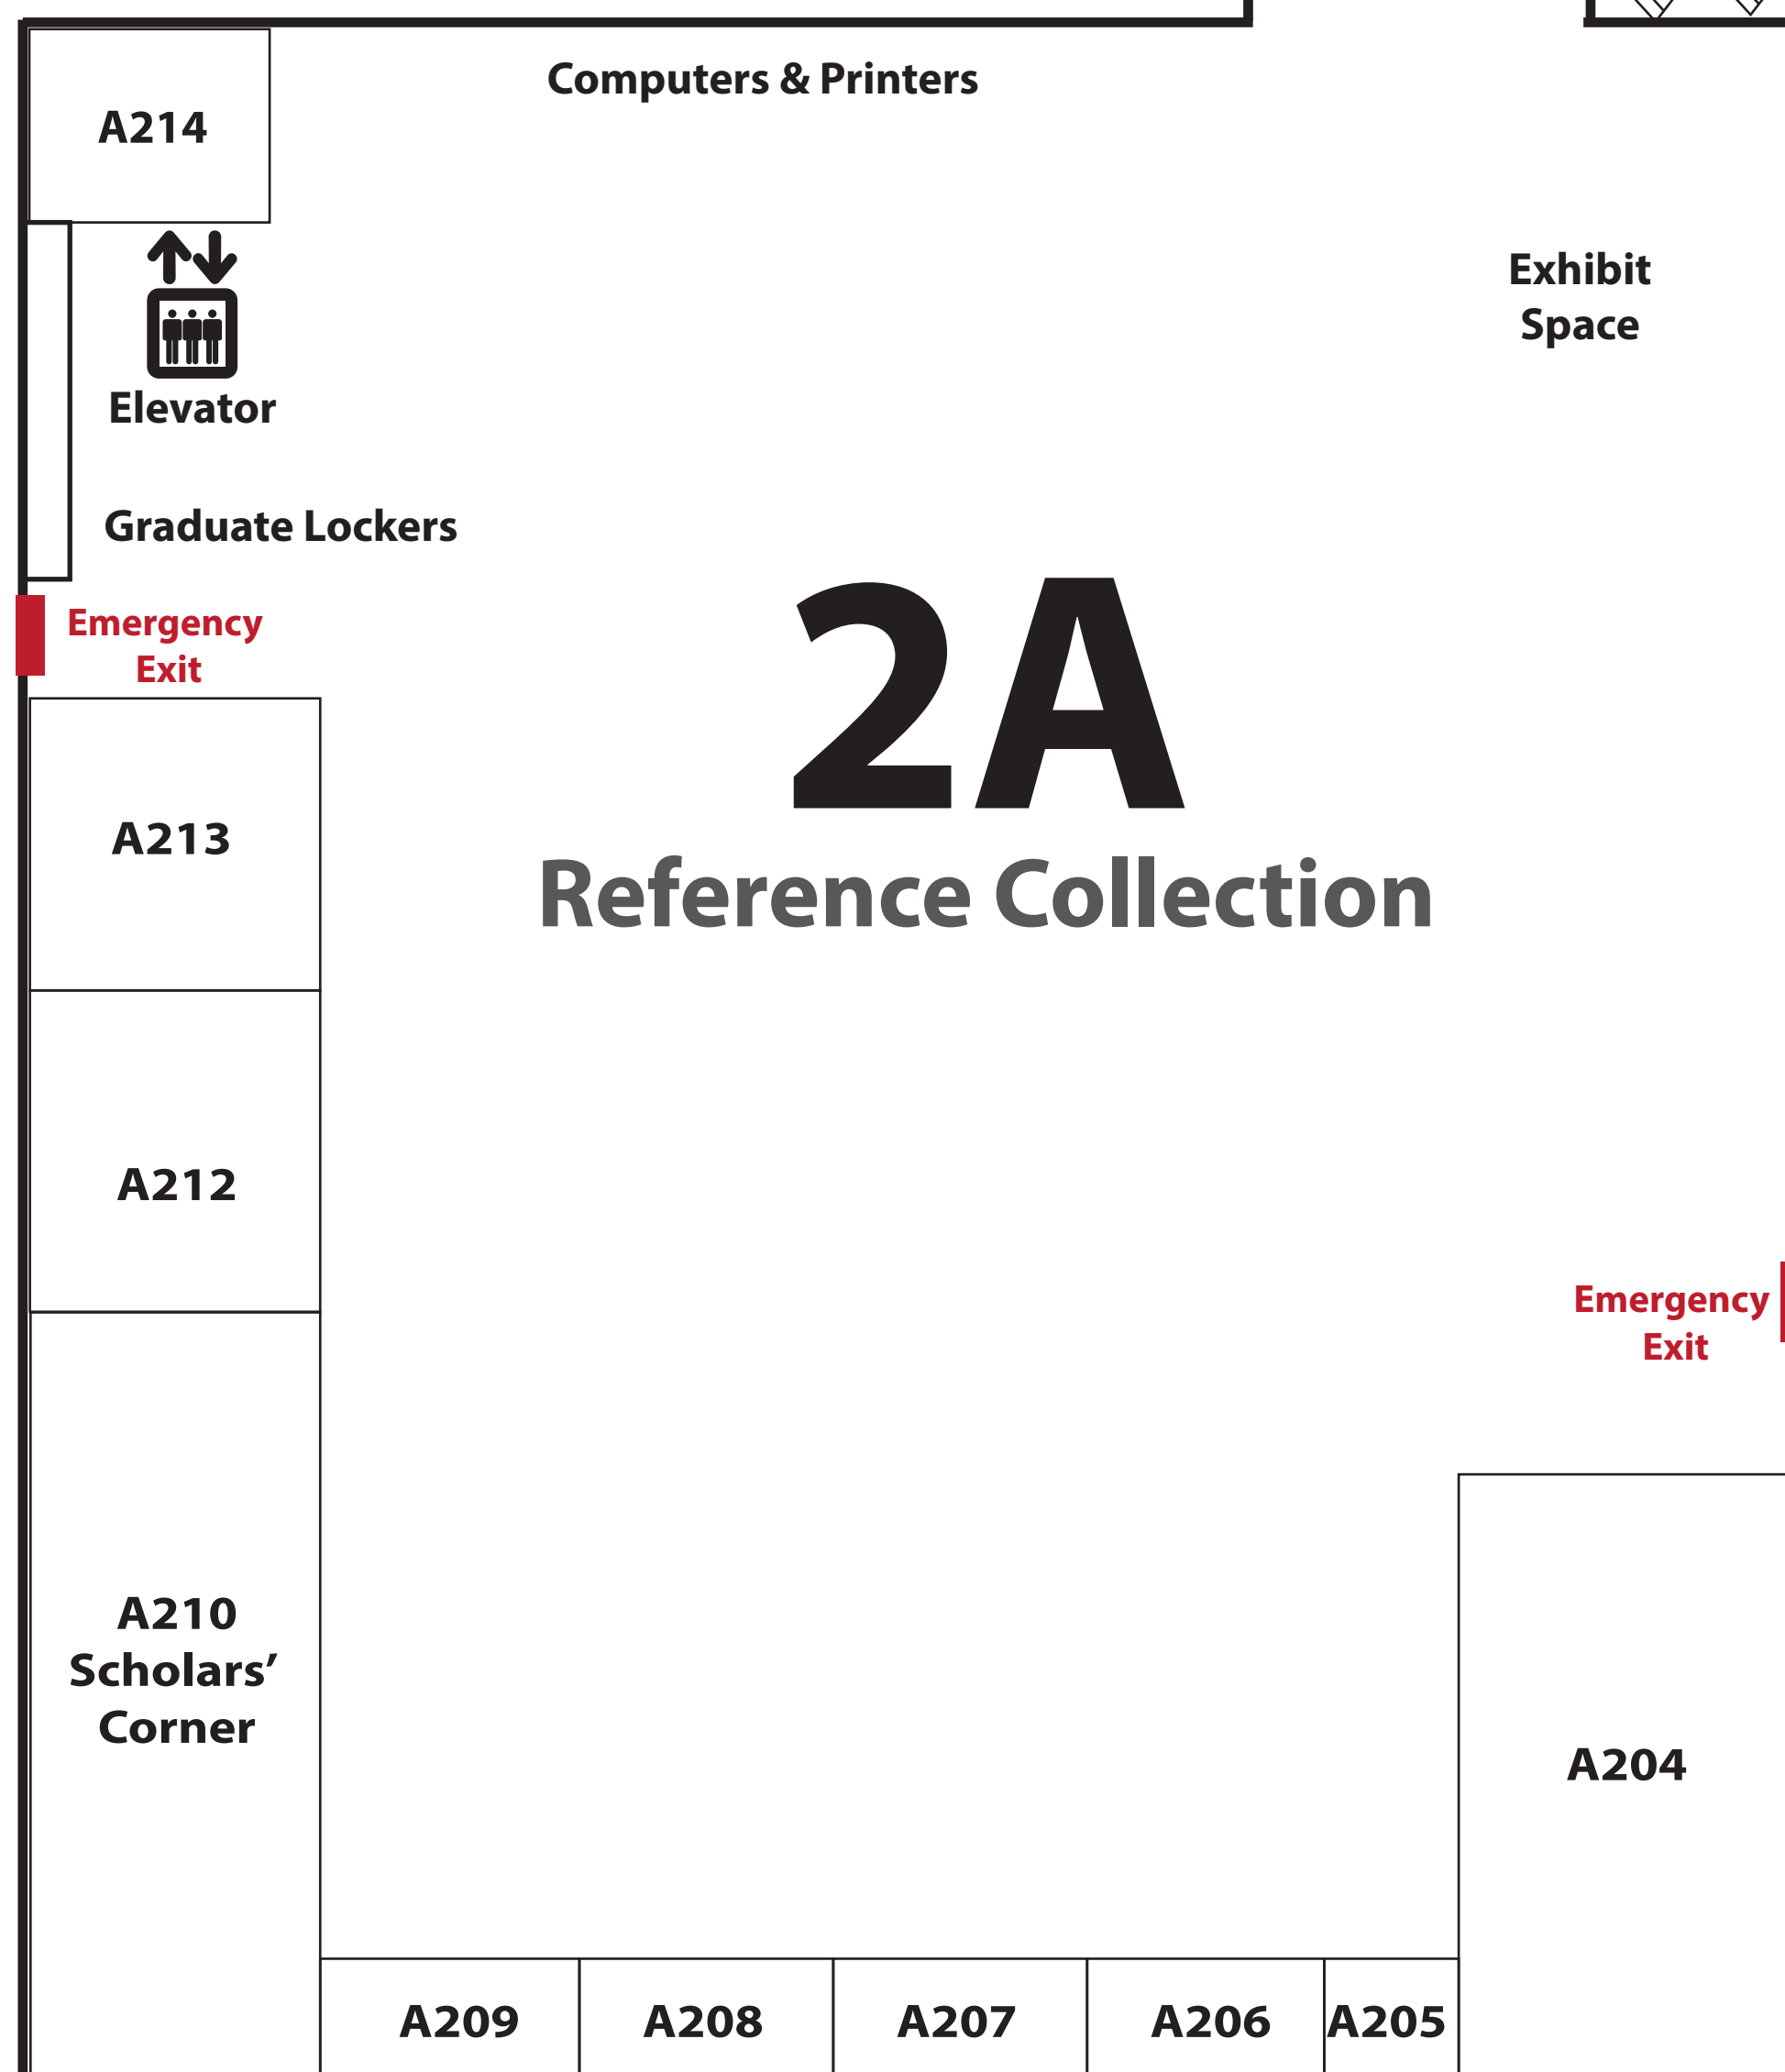 Computers & Printers
A214
Exhibit
Space
Elevator
Graduate Lockers
Emergency
Exit
2A
Reference Collection
A213
A212
Emergency
Exit
A210
Scholars’
Corner
A204
A209
A208
A207
A206
A205